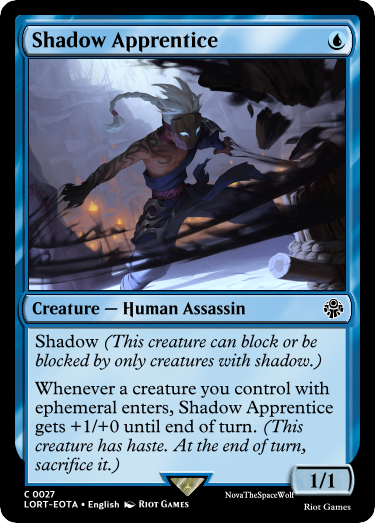 Shadow Apprentice
Creature — Human Assassin
Shadow (This creature can block or be
blocked by only creatures with shadow.)
Whenever a creature you control with
ephemeral enters, Shadow Apprentice
gets +1/+0 until end of turn. (This
creature has haste. At the end of turn,
sacrifice it.)
1/1
C 0027
LORT-EOTA • English Riot Games
NovaTheSpaceWolf
Riot Games